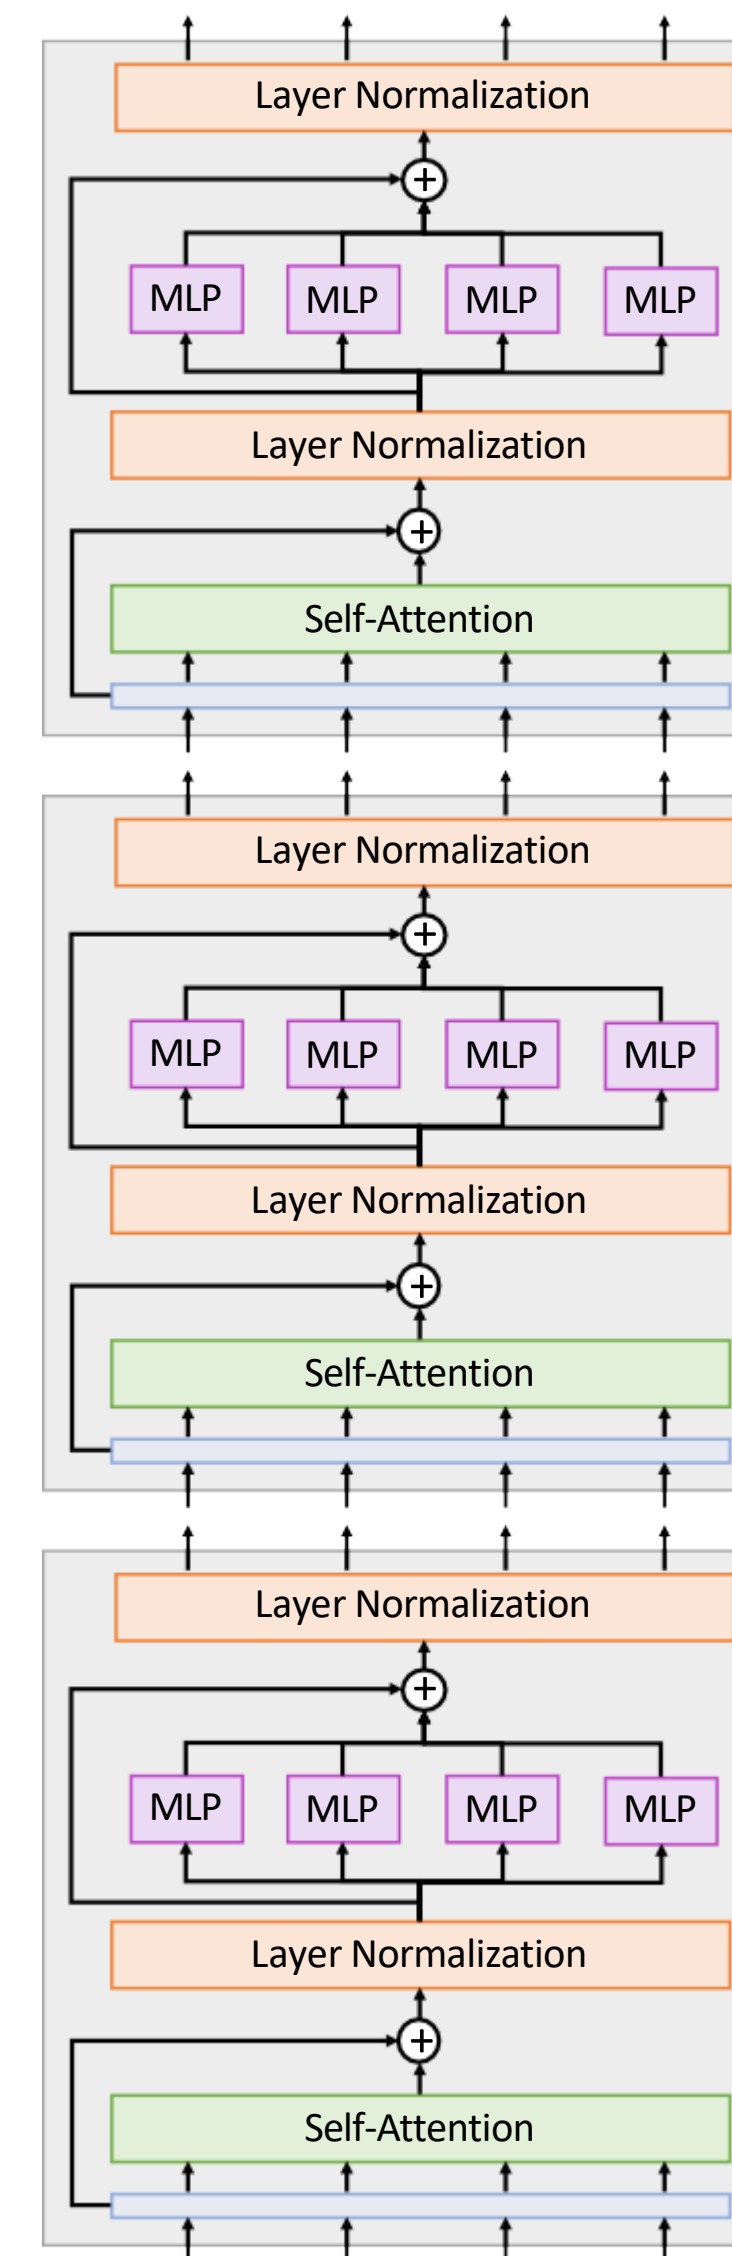 Layer Normalization
+
MLP MLP MLP MLP
Layer Normalization
+
Self-Attention
Layer Normalization
+
MLP MLP MLP MLP
Layer Normalization
+
Self-Attention
Layer Normalization
+
MLP MLP MLP MLP
Layer Normalization
+
Self-Attention